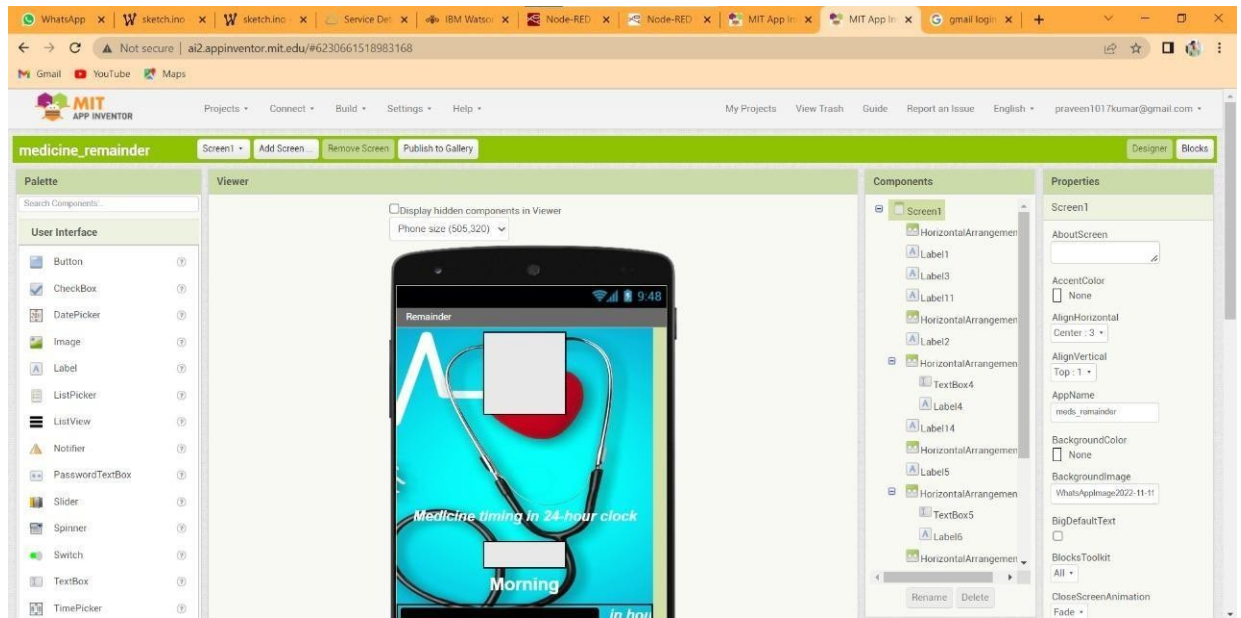 WhatsApp
sketch.ino
sketch.ino
Service Det
IBM Watson
Node-RED
Node-RED
MIT App In
MIT App In
gmail login
Not secure | ai2.appinventor.mit.edu/#6230661518983168
Gmail YouTube Maps
MIT
APP INVENTOR
Projects Connect Build Settings Help My Projects View Trash Guide Report an Issue English praveen1017kumar@gmail.com
medicine_remainder Screen1 Add Screen ... Remove Screen Publish to Gallery Designer Blocks
Palette
Search Components...
User Interface
Button
CheckBox
DatePicker
Image
Label
ListPicker
ListView
Notifier
PasswordTextBox
Slider
Spinner
Switch
TextBox
TimePicker
Viewer
Display hidden components in Viewer
Phone size (505,320)
9:48
Remainder
Medicine timing in 24-hour clock
Morning
in hou
Components
Screen1
HorizontalArrangemen
Label1
Label3
Label11
HorizontalArrangemen
Label2
HorizontalArrangemen
TextBox4
Label4
Label14
HorizontalArrangemen
Label5
HorizontalArrangemen
TextBox5
Label6
HorizontalArrangemen
Rename Delete
Properties
Screen1
AboutScreen
AccentColor
None
AlignHorizontal
Center : 3
AlignVertical
Top : 1
AppName
meds_remainder
BackgroundColor
None
BackgroundImage
WhatsAppImage2022-11-11
BigDefaultText
BlocksToolkit
All
CloseScreenAnimation
Fade